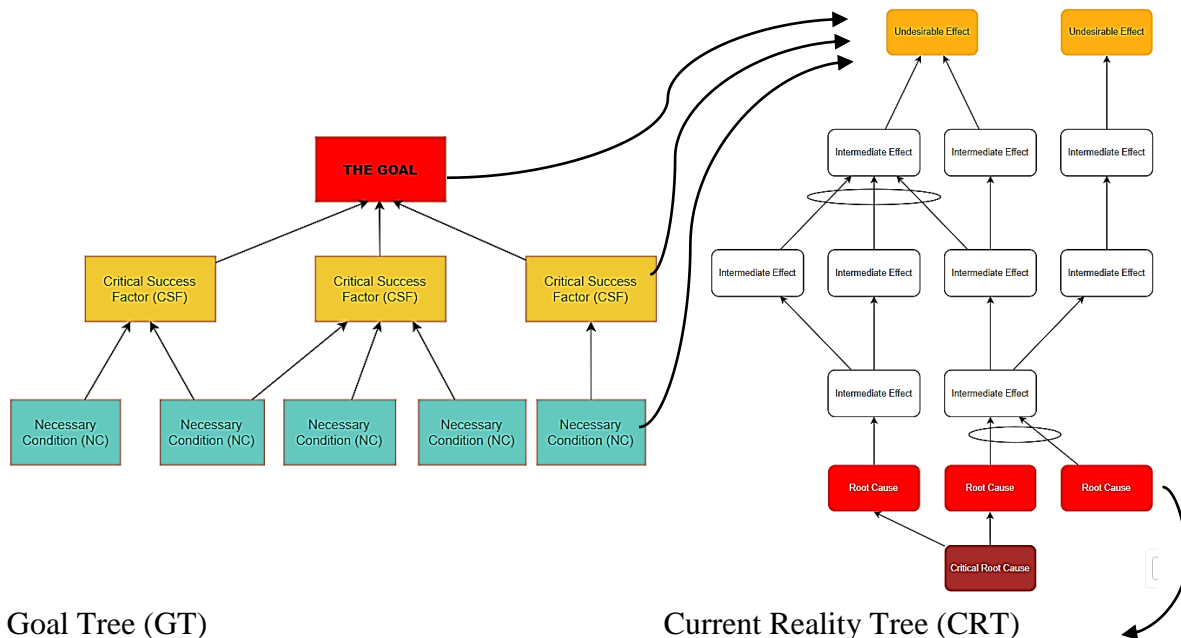 Undesirable Effect
Undesirable Effect
THE GOAL
Intermediate Effect
Intermediate Effect
Intermediate Effect
Critical Success
Factor (CSF)
Critical Success
Factor (CSF)
Critical Success
Factor (CSF)
Intermediate Effect
Intermediate Effect
Intermediate Effect
Intermediate Effect
Necessary
Condition (NC)
Necessary
Condition (NC)
Necessary
Condition (NC)
Necessary
Condition (NC)
Necessary
Condition (NC)
Intermediate Effect
Intermediate Effect
Root Cause
Root Cause
Root Cause
Critical Root Cause
Goal Tree (GT)
Current Reality Tree (CRT)